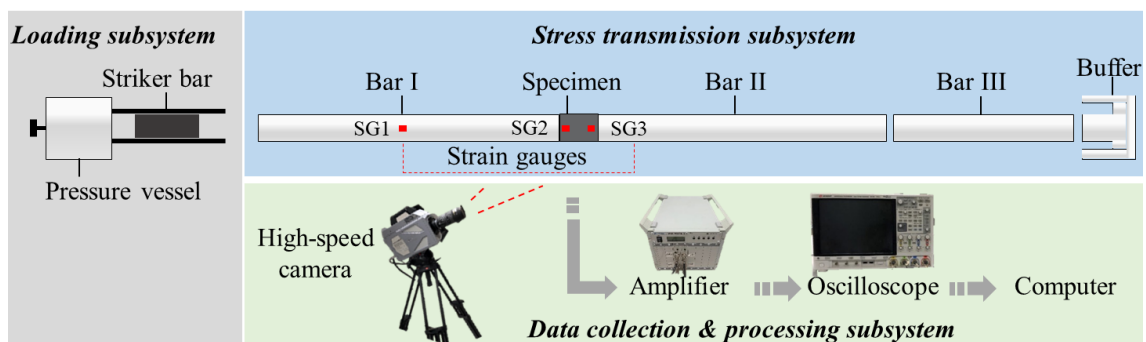 Loading subsystem
Striker bar
Pressure vessel
Stress transmission subsystem
Bar I
Specimen
Bar II
Bar III
Buffer
SG1
SG2
SG3
Strain gauges
High-speed
camera
Amplifier
Oscilloscope
Computer
Data collection & processing subsystem